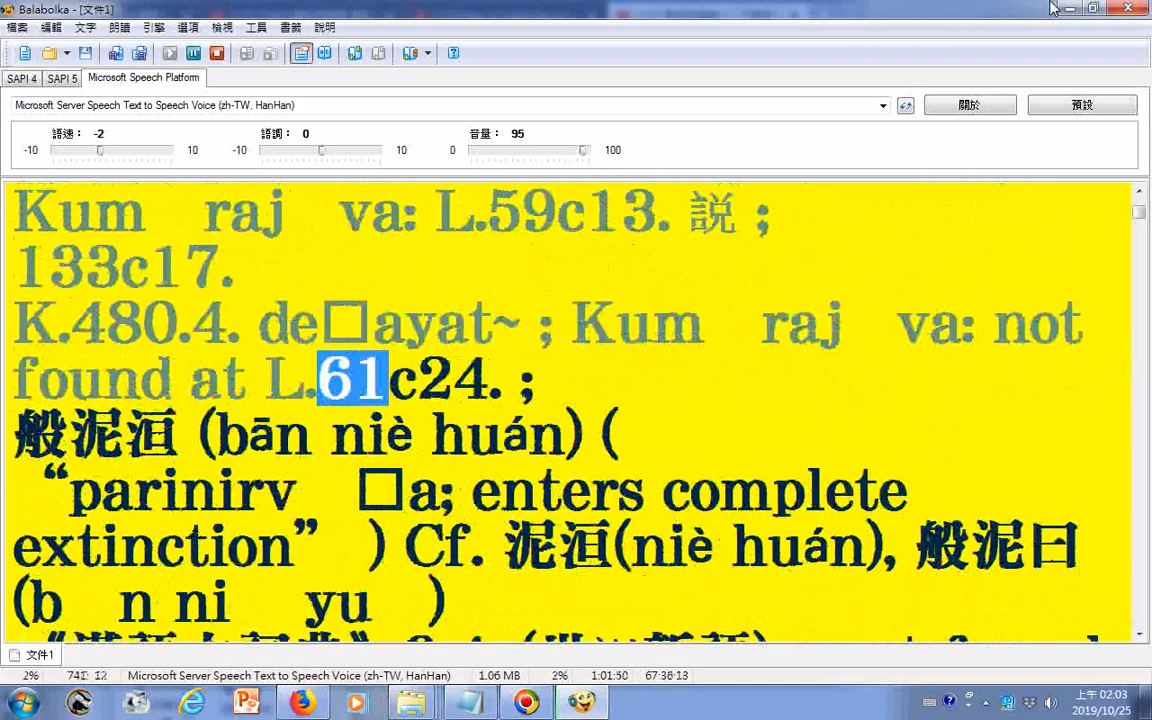 Balabolka - [文件1]
檔案 編輯 文字 朗讀 引擎 選項 檢視 工具 書籤 說明
SAPI 4 SAPI 5 Microsoft Speech Platform
Microsoft Server Speech Text to Speech Voice (zh-TW, HanHan) 關於 預設
語速： -2 語調： 0 音量： 95
-10 10 -10 10 0 100
Kum raj va: L.59c13. 説 ;
133c17.
K.480.4. de□ayat~ ; Kum raj va: not
found at L.61c24. ;
般泥洹 (bān niè huán) (
“parinirv □a; enters complete
extinction” ) Cf. 泥洹(niè huán), 般泥曰
(b n ni yu )
文件1
2% 741: 12 Microsoft Server Speech Text to Speech Voice (zh-TW, HanHan) 1.06 MB 2% 1:01:50 67:36:13
上午 02:03
2019/10/25